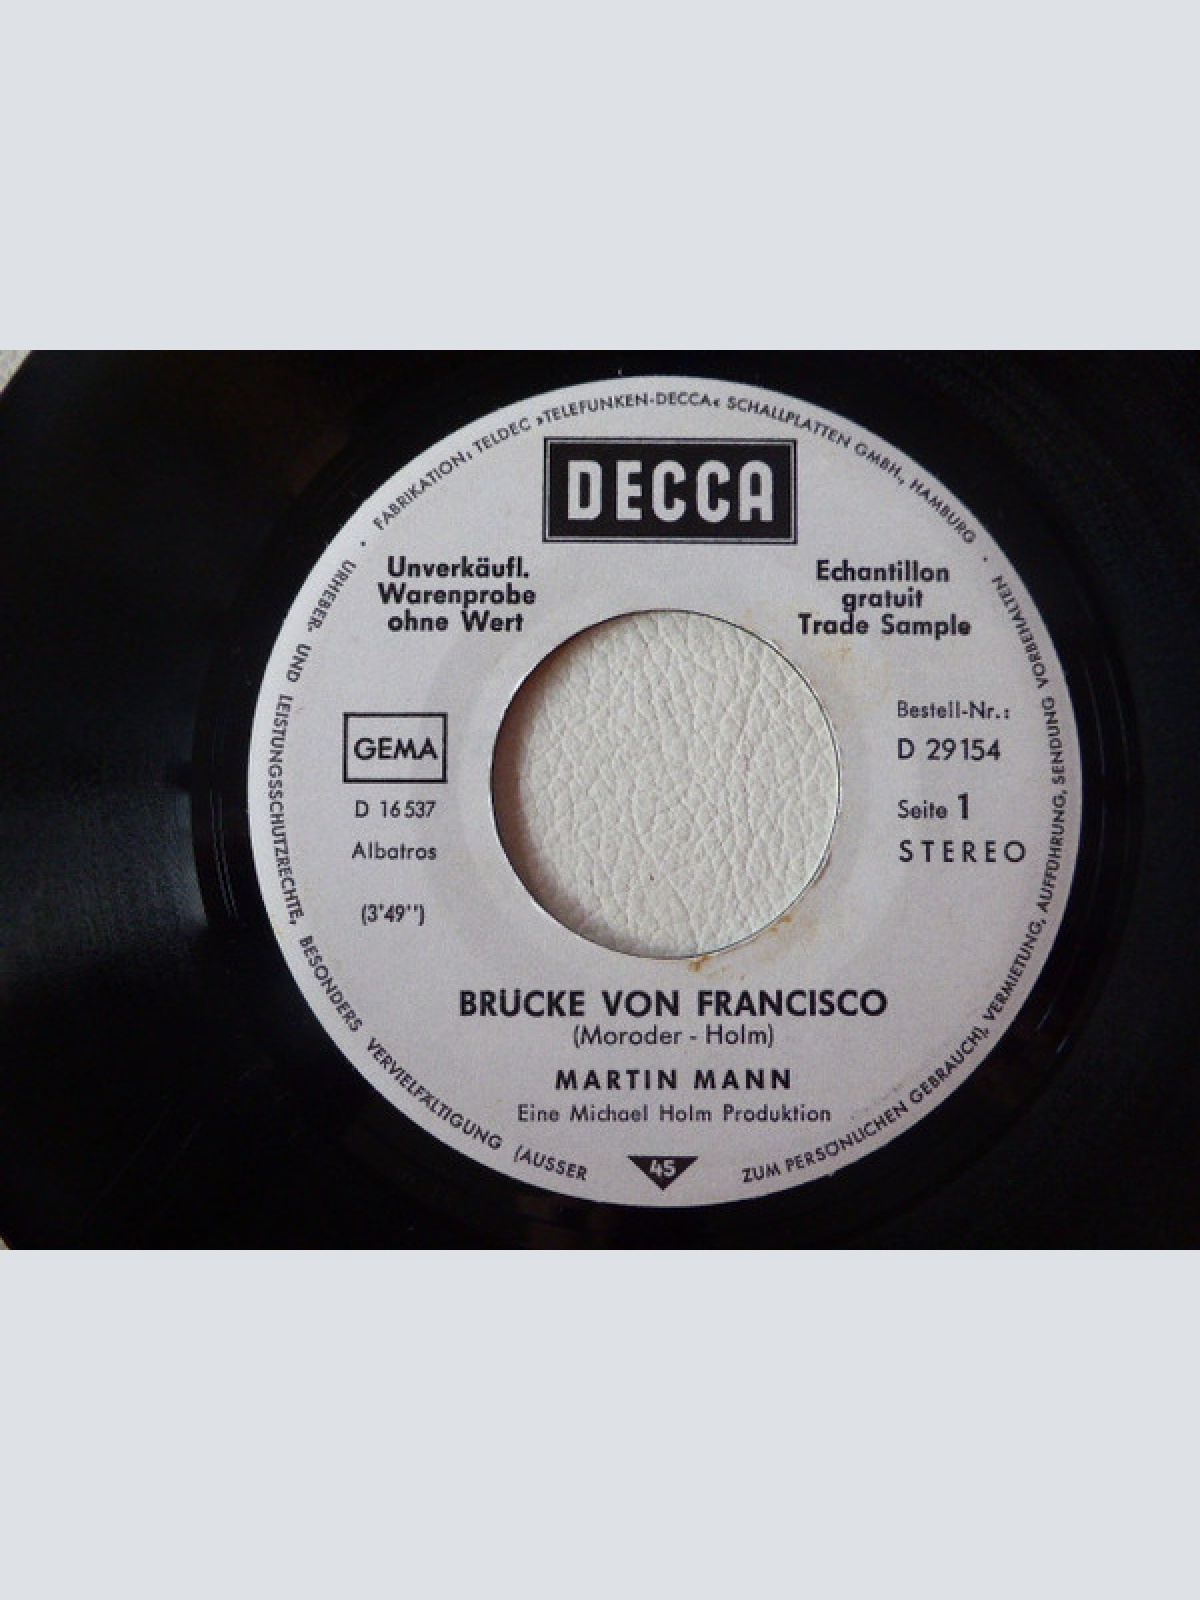 FABRIKATION: TELDEC »TELEFUNKEN-DECCA« SCHALLPLATTEN GMBH., HAMBURG ·
DECCA
Unverkäufl.
Warenprobe
ohne Wert
Echantillon
gratuit
Trade Sample
GEMA
D 16 537
Albatros
(3'49'')
Bestell-Nr.:
D 29154
Seite 1
STEREO
BRÜCKE VON FRANCISCO
(Moroder - Holm)
MARTIN MANN
Eine Michael Holm Produktion
45
· URHEBER- UND LEISTUNGSSCHUTZRECHTE, BESONDERS VERVIELFÄLTIGUNG (AUSSER ZUM PERSÖNLICHEN GEBRAUCH), VERMIETUNG, AUFFÜHRUNG, SENDUNG VORBEHALTEN